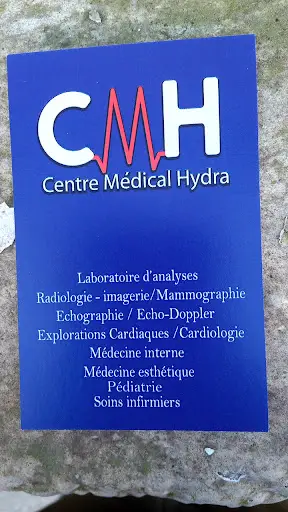 CMH
Centre Médical Hydra
Laboratoire d'analyses
Radiologie - imagerie/Mammographie
Echographie / Echo-Doppler
Explorations Cardiaques /Cardiologie
Médecine interne
Médecine esthétique
Pédiatrie
Soins infirmiers